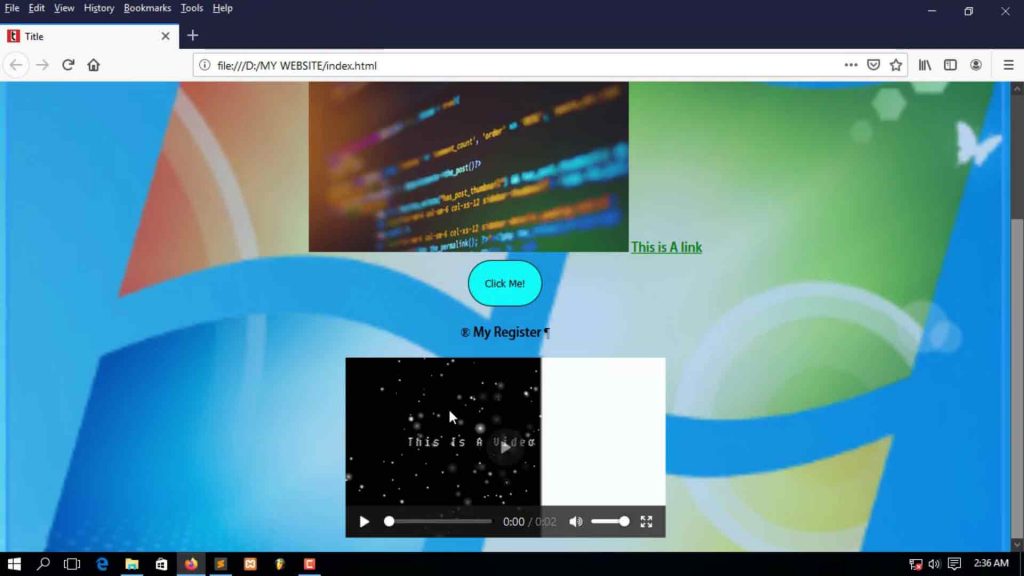 File Edit View History Bookmarks Tools Help
Title
file:///D:/MY WEBSITE/index.html
the_post()?>
This is A link
Click Me!
® My Register ¶
This Is A Video
0:00 / 0:02
2:36 AM